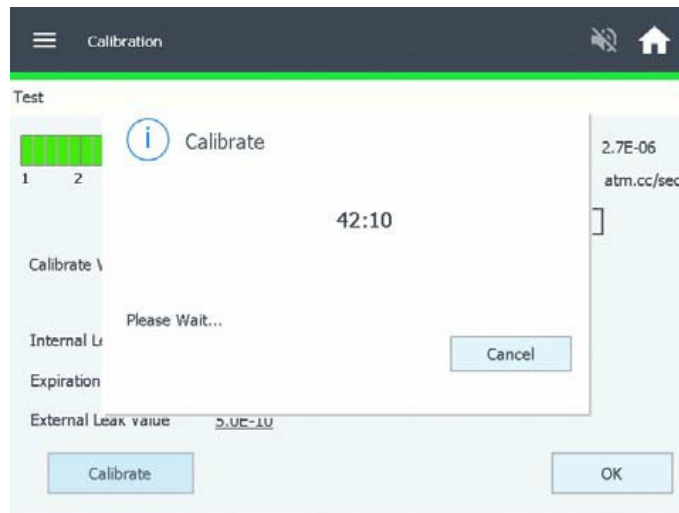 Calibration
Test
Calibrate
2.7E-06
1 2
atm.cc/sec
42:10
Calibrate
Please Wait...
Internal
Cancel
Expiration
External Leak Value 5.0E-10
Calibrate
OK